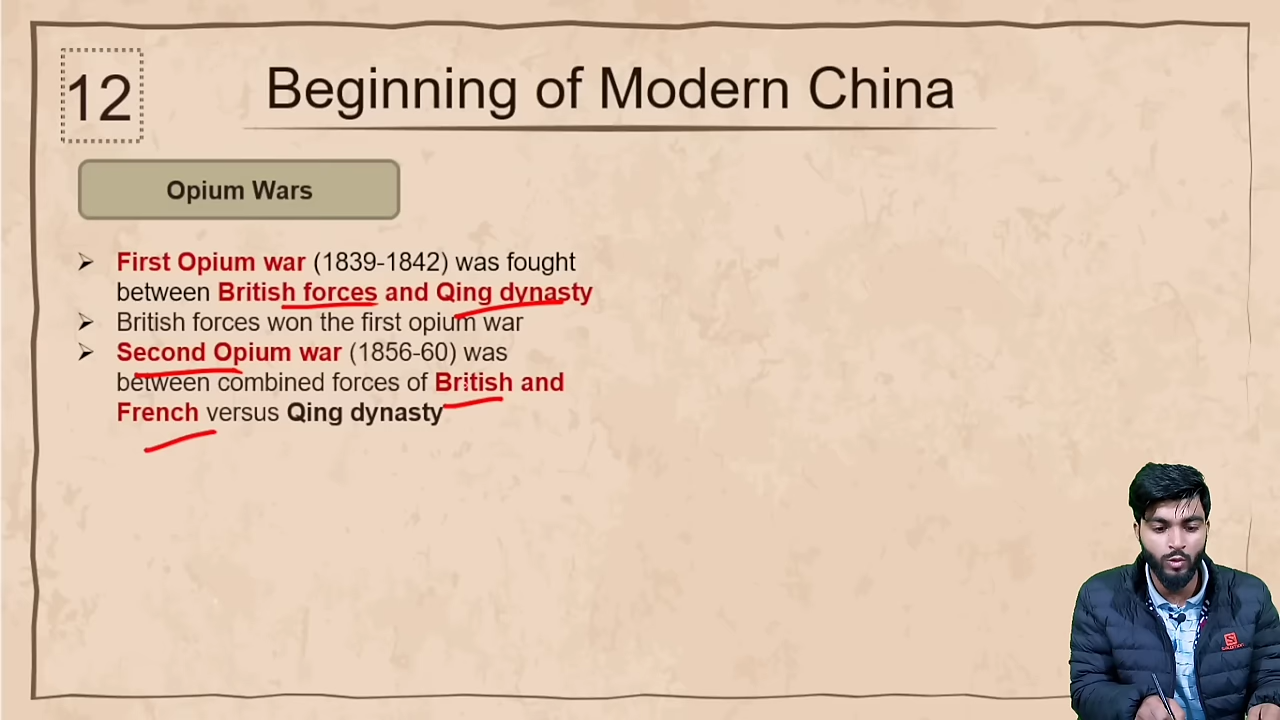 12
Beginning of Modern China
Opium Wars
➢ First Opium war (1839-1842) was fought
between British forces and Qing dynasty
➢ British forces won the first opium war
➢ Second Opium war (1856-60) was
between combined forces of British and
French versus Qing dynasty